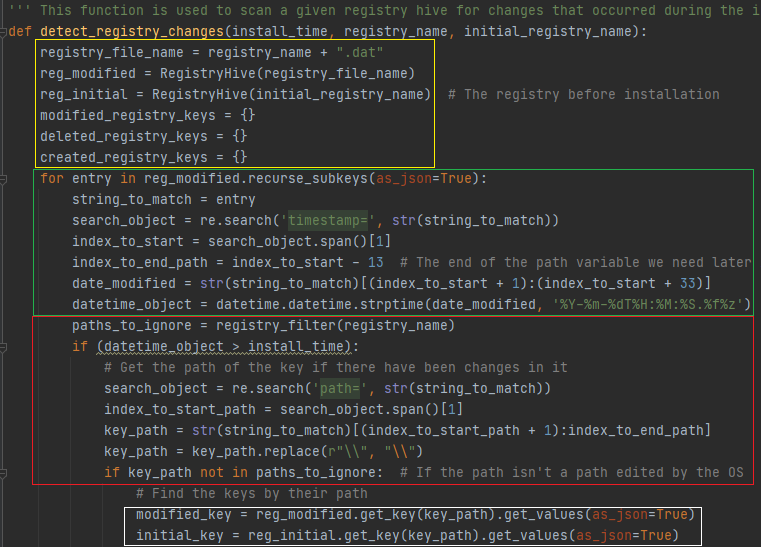 ''' This function is used to scan a given registry hive for changes that occurred during the i
def detect_registry_changes(install_time, registry_name, initial_registry_name):
registry_file_name = registry_name + ".dat"
reg_modified = RegistryHive(registry_file_name)
reg_initial = RegistryHive(initial_registry_name)  # The registry before installation
modified_registry_keys = {}
deleted_registry_keys = {}
created_registry_keys = {}
for entry in reg_modified.recurse_subkeys(as_json=True):
string_to_match = entry
search_object = re.search('timestamp=', str(string_to_match))
index_to_start = search_object.span()[1]
index_to_end_path = index_to_start - 13  # The end of the path variable we need later
date_modified = str(string_to_match)[(index_to_start + 1):(index_to_start + 33)]
datetime_object = datetime.datetime.strptime(date_modified, '%Y-%m-%dT%H:%M:%S.%f%z')
paths_to_ignore = registry_filter(registry_name)
if (datetime_object > install_time):
# Get the path of the key if there have been changes in it
search_object = re.search('path=', str(string_to_match))
index_to_start_path = search_object.span()[1]
key_path = str(string_to_match)[(index_to_start_path + 1):index_to_end_path]
key_path = key_path.replace(r"\\", "\\")
if key_path not in paths_to_ignore:  # If the path isn't a path edited by the OS
# Find the keys by their path
modified_key = reg_modified.get_key(key_path).get_values(as_json=True)
initial_key = reg_initial.get_key(key_path).get_values(as_json=True)